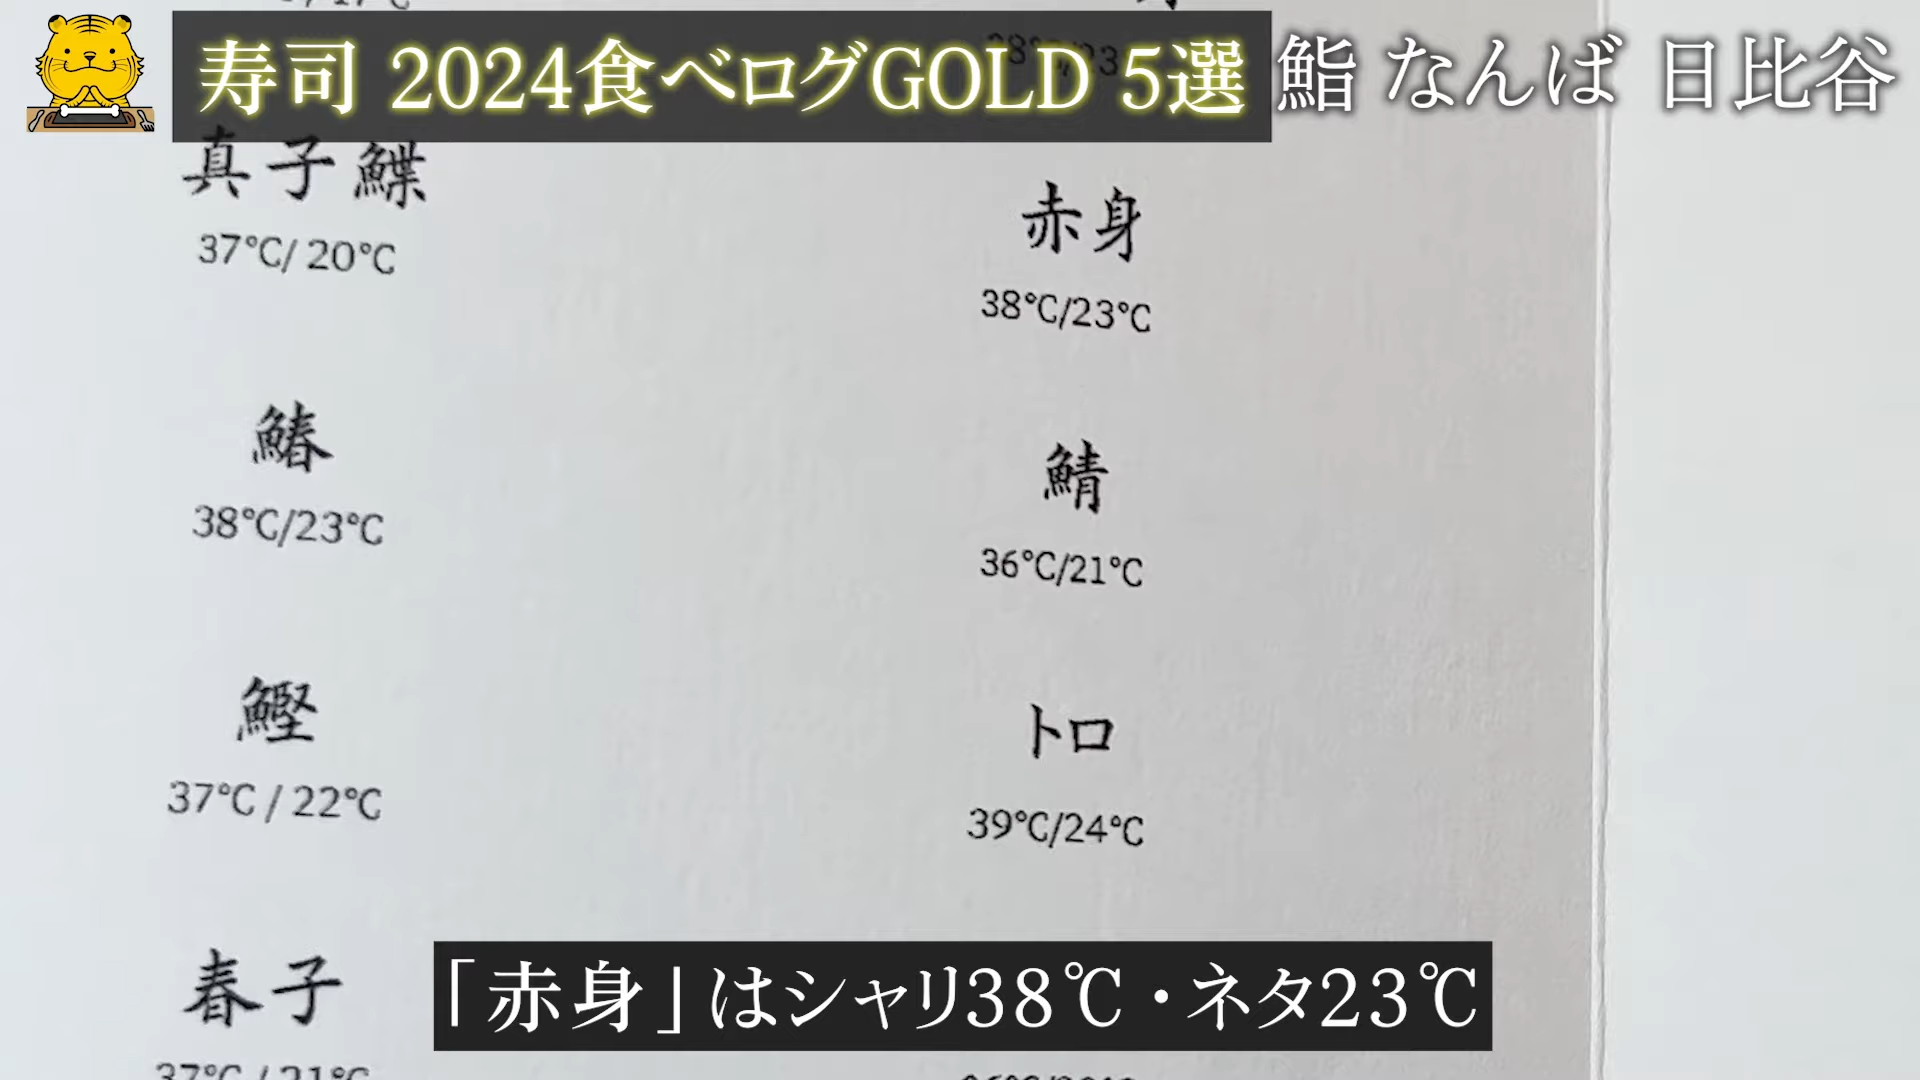 寿司 2024食べログGOLD 5選
鮨 なんば 日比谷
真子鰈
37℃/ 20℃
鰆
38℃/23℃
鰹
37℃ / 22℃
春子
37℃ / 21℃
赤身
38℃/23℃
鯖
36℃/21℃
トロ
39℃/24℃
「赤身」はシャリ38℃・ネタ23℃